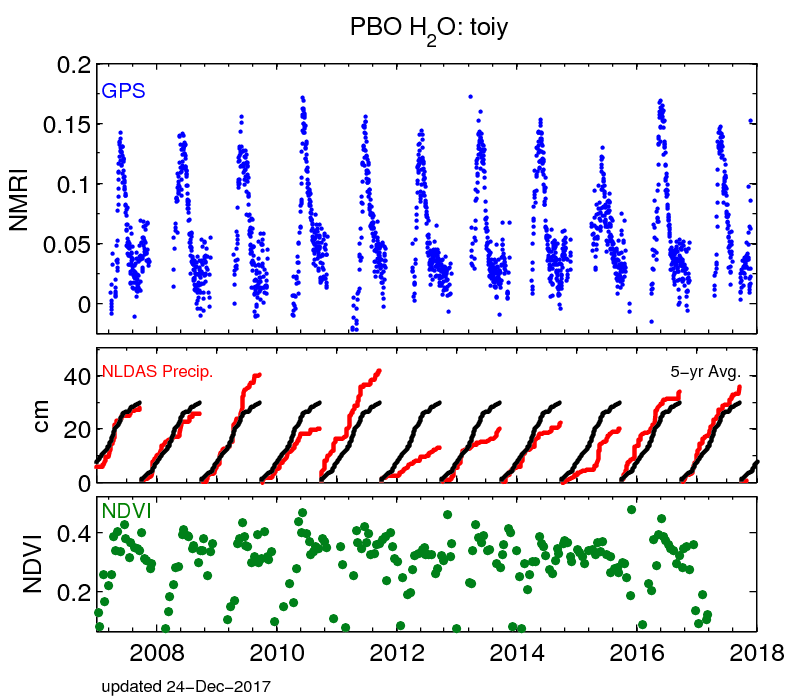 PBO H2O: toiy
0.2
GPS
0.15
0.1
0.05
0
NMRI
NLDAS Precip.
5-yr Avg.
40
20
0
cm
NDVI
0.4
0.2
NDVI
2008 2010 2012 2014 2016 2018
updated 24-Dec-2017